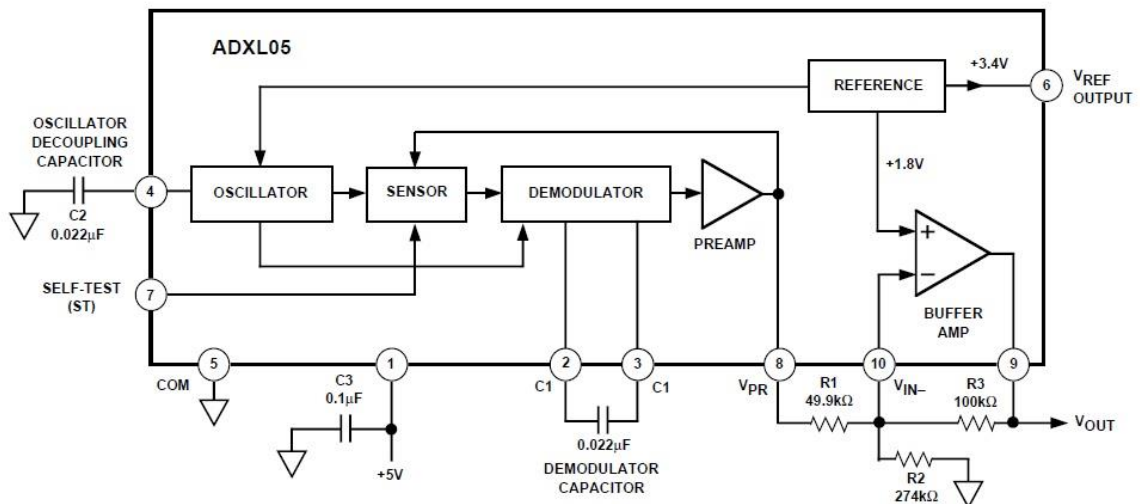 ADXL05
+3.4V
REFERENCE
6
VREF
OUTPUT
OSCILLATOR
DECOUPLING
CAPACITOR
+1.8V
4
OSCILLATOR
SENSOR
DEMODULATOR
C2
0.022µF
PREAMP
+
−
SELF-TEST
(ST)
7
BUFFER
AMP
5
1
2
3
8
10
9
COM
C3
0.1µF
C1
C1
VPR
R1
49.9kΩ
VIN–
R3
100kΩ
VOUT
+5V
0.022µF
DEMODULATOR
CAPACITOR
R2
274kΩ